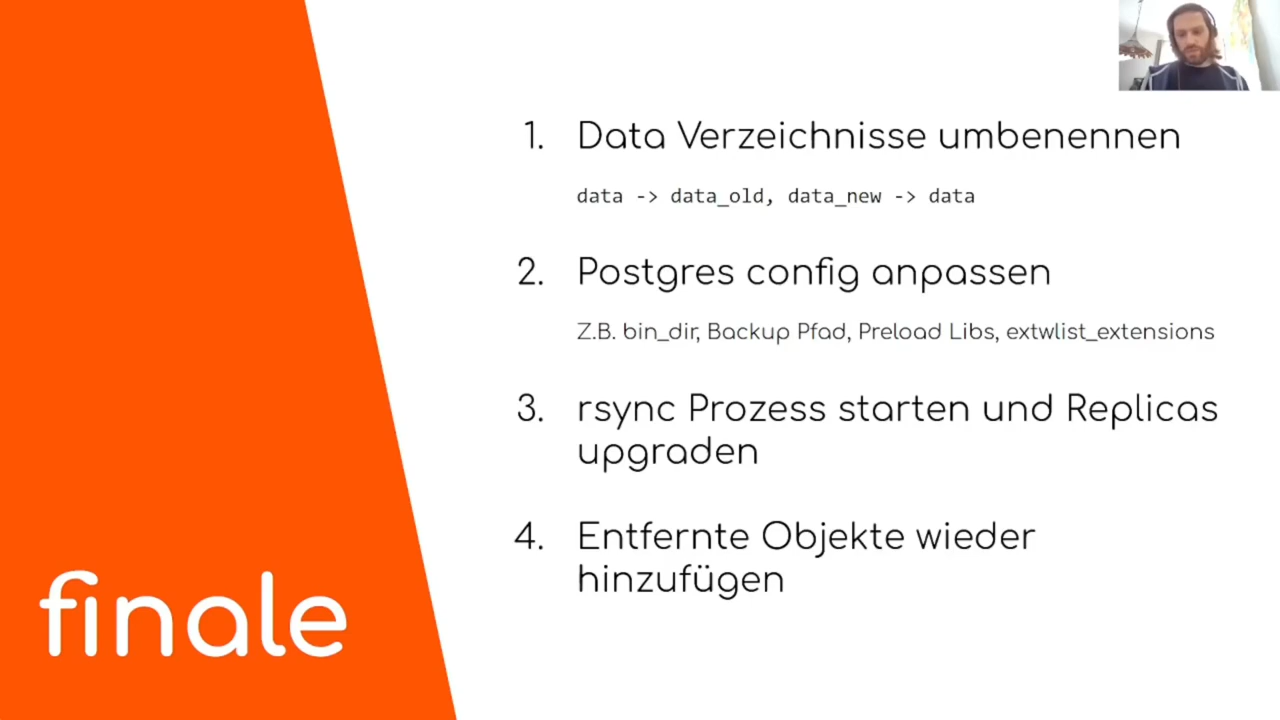 1. Data Verzeichnisse umbenennen
data -> data_old, data_new -> data
2. Postgres config anpassen
Z.B. bin_dir, Backup Pfad, Preload Libs, extwlist_extensions
3. rsync Prozess starten und Replicas
upgraden
4. Entfernte Objekte wieder
hinzufügen
finale